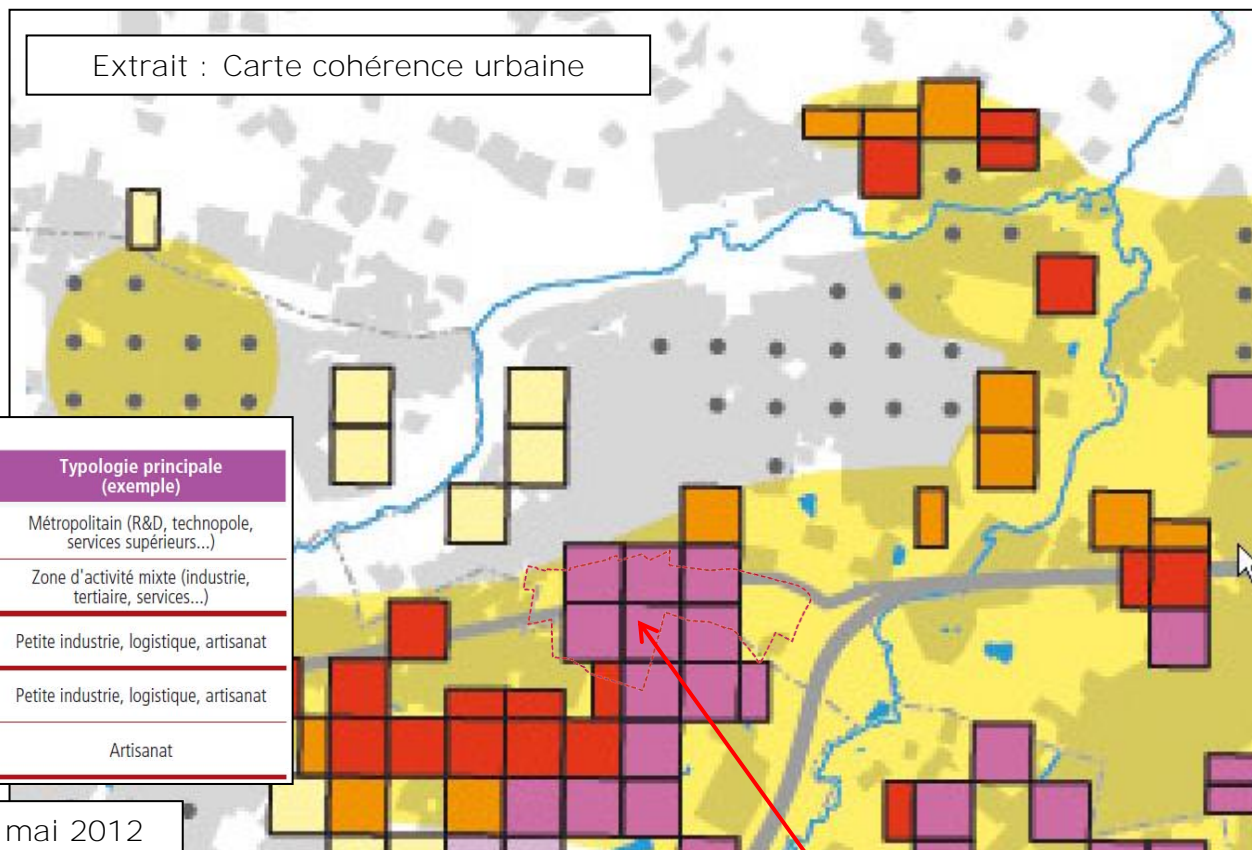 Extrait : Carte cohérence urbaine
Typologie principale
(exemple)
Métropolitain (R&D, technopole,
services supérieurs...)
Zone d'activité mixte (industrie,
tertiaire, services...)
Petite industrie, logistique, artisanat
Petite industrie, logistique, artisanat
Artisanat
mai 2012